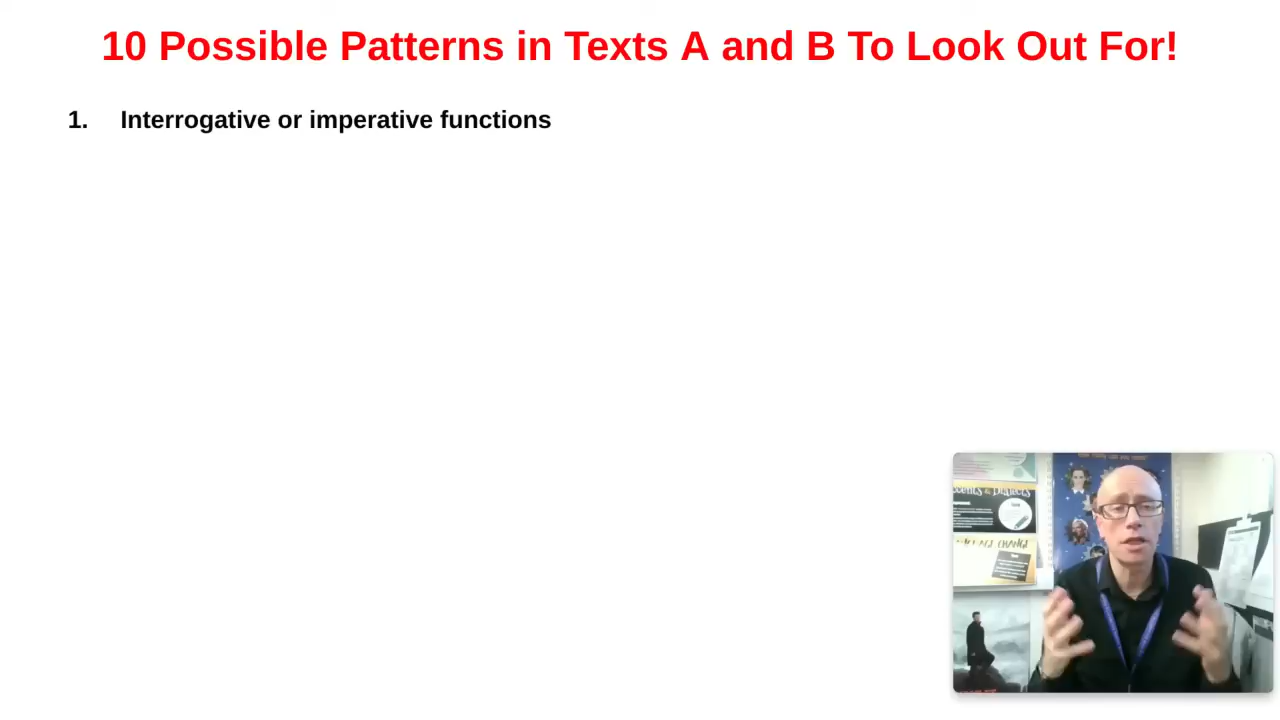 10 Possible Patterns in Texts A and B To Look Out For!
1. Interrogative or imperative functions